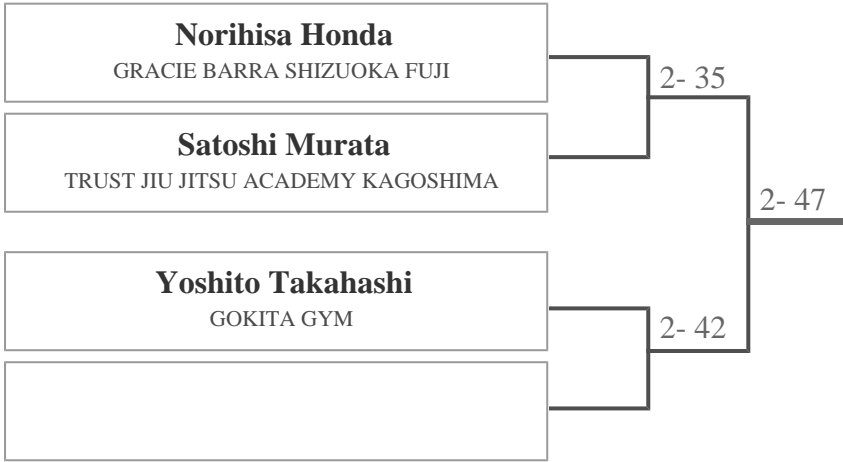 Norihisa Honda
GRACIE BARRA SHIZUOKA FUJI
2- 35
Satoshi Murata
TRUST JIU JITSU ACADEMY KAGOSHIMA
2- 47
Yoshito Takahashi
GOKITA GYM
2- 42